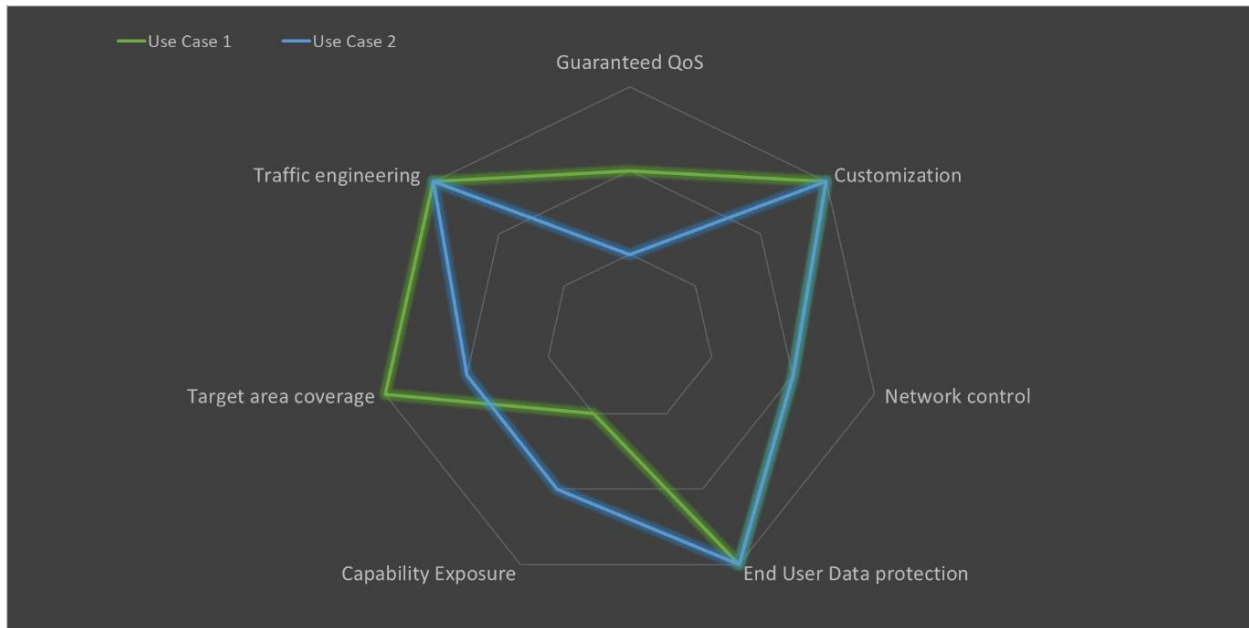 Use Case 1
Use Case 2
Guaranteed QoS
Traffic engineering
Customization
Target area coverage
Network control
Capability Exposure
End User Data protection